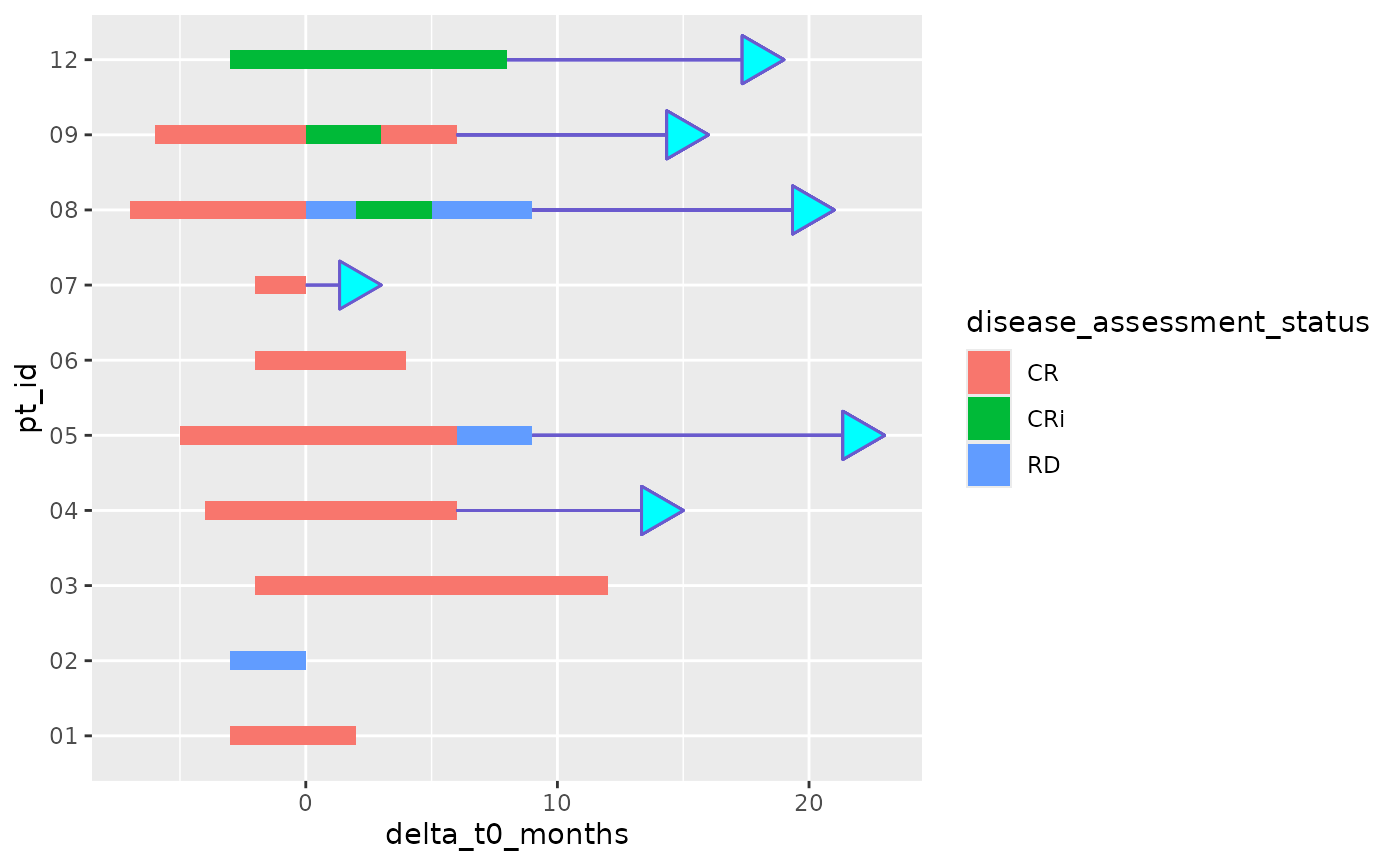 12
09
08
07
06
05
04
03
02
01
pt_id
0
10
20
delta_t0_months
disease_assessment_status
CR
CRi
RD